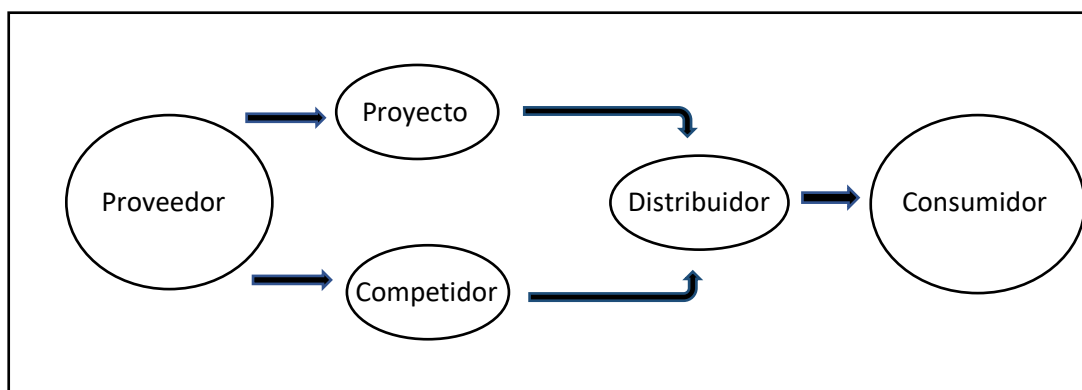 Proveedor
Proyecto
Competidor
Distribuidor
Consumidor